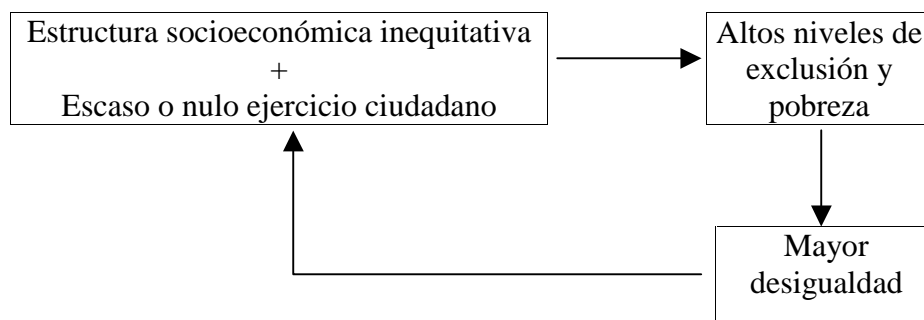 Estructura socioeconómica inequitativa
+
Escaso o nulo ejercicio ciudadano
Altos niveles de
exclusión y
pobreza
Mayor
desigualdad